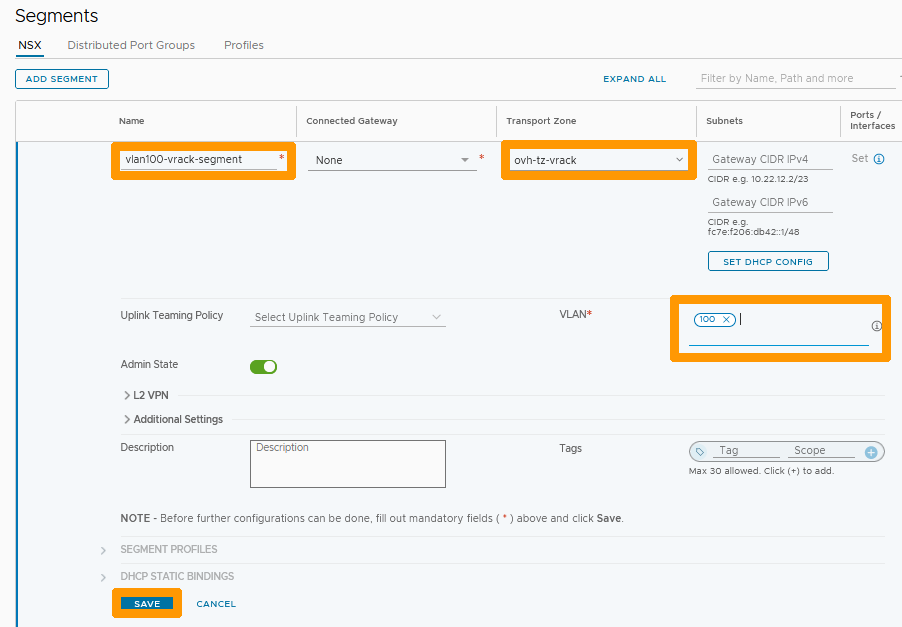 Segments
NSX Distributed Port Groups Profiles
ADD SEGMENT EXPAND ALL Filter by Name, Path and more
Name Connected Gateway Transport Zone Subnets Ports / Interfaces
vlan100-vrack-segment * None * ovh-tz-vrack Gateway CIDR IPv4 Set
CIDR e.g. 10.22.12.2/23
Gateway CIDR IPv6
CIDR e.g.
fc7e:f206:db42::1/48
SET DHCP CONFIG
Uplink Teaming Policy Select Uplink Teaming Policy VLAN* 100
Admin State
L2 VPN
Additional Settings
Description Description Tags Tag Scope
Max 30 allowed. Click (+) to add.
NOTE - Before further configurations can be done, fill out mandatory fields ( * ) above and click Save.
SEGMENT PROFILES
DHCP STATIC BINDINGS
SAVE CANCEL